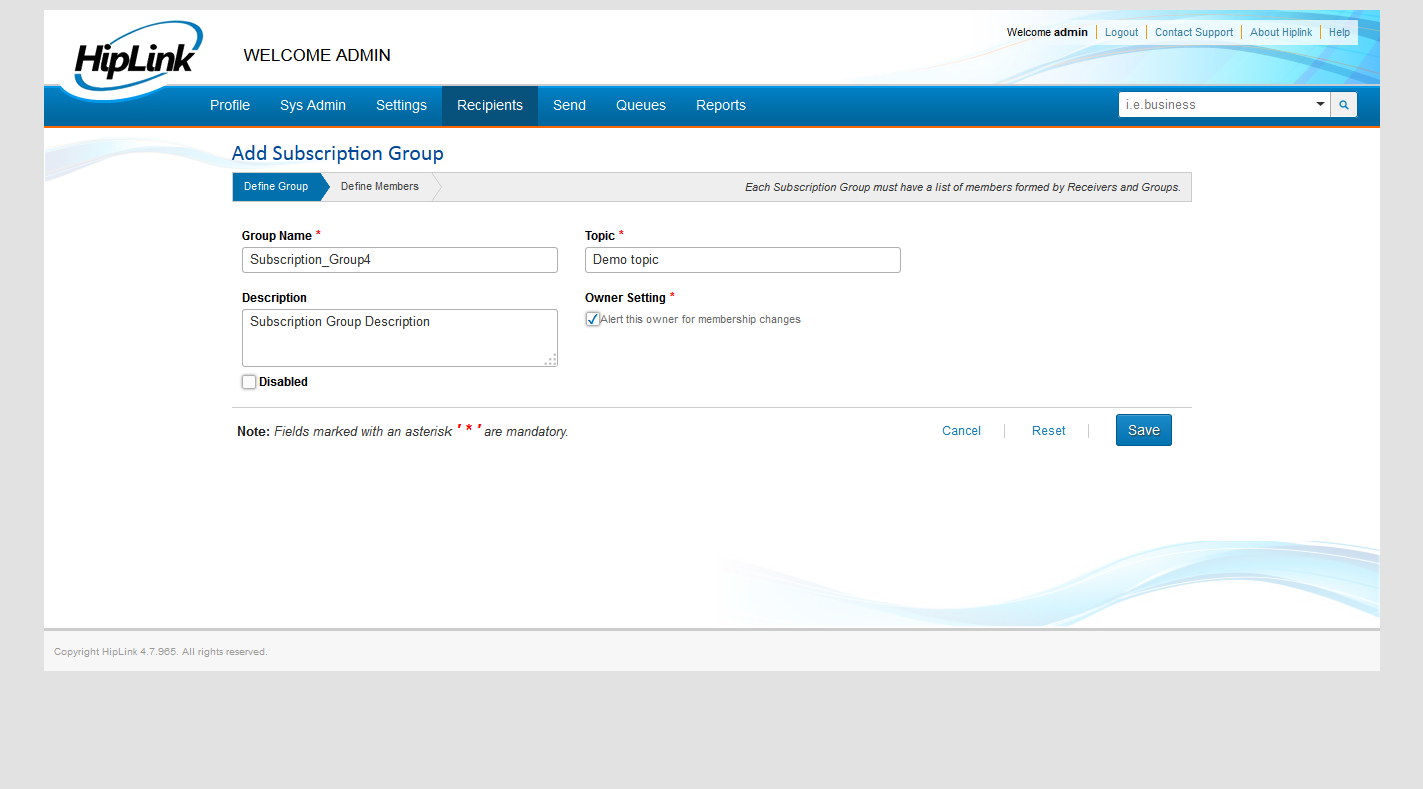 HipLink
WELCOME ADMIN
Welcome admin Logout Contact Support About Hiplink Help
Profile Sys Admin Settings Recipients Send Queues Reports i.e.business
Add Subscription Group
Define Group Define Members Each Subscription Group must have a list of members formed by Receivers and Groups.
Group Name * Topic *
Subscription_Group4 Demo topic
Description Owner Setting *
Subscription Group Description Alert this owner for membership changes
Disabled
Note: Fields marked with an asterisk ' * ' are mandatory. Cancel Reset Save
Copyright HipLink 4.7.965. All rights reserved.